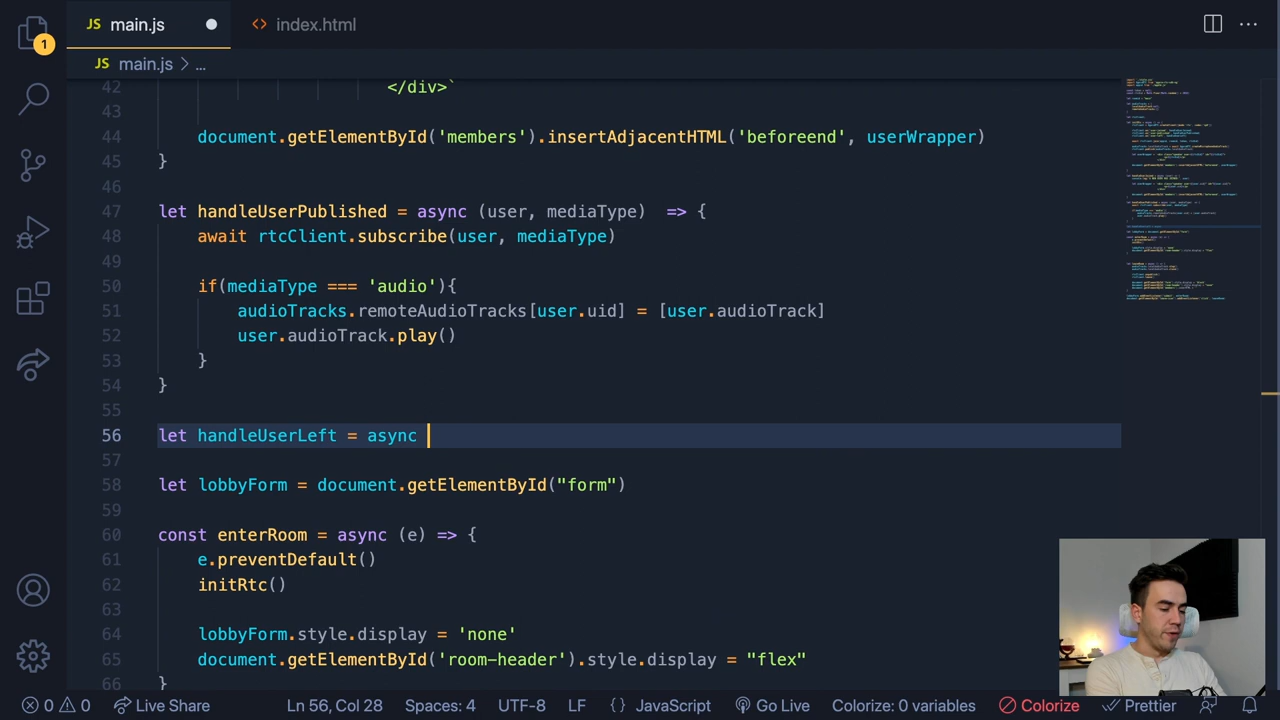 JS main.js
<> index.html
1
JS main.js > ...
42 </div>`
43
44 document.getElementById('members').insertAdjacentHTML('beforeend', userWrapper)
45 }
46
47 let handleUserPublished = async (user, mediaType) => {
48 await rtcClient.subscribe(user, mediaType)
49
50 if(mediaType === 'audio'){
51 audioTracks.remoteAudioTracks[user.uid] = [user.audioTrack]
52 user.audioTrack.play()
53 }
54 }
55
56 let handleUserLeft = async
57
58 let lobbyForm = document.getElementById("form")
59
60 const enterRoom = async (e) => {
61 e.preventDefault()
62 initRtc()
63
64 lobbyForm.style.display = 'none'
65 document.getElementById('room-header').style.display = "flex"
66 }
0 0 Live Share Ln 56, Col 28 Spaces: 4 UTF-8 LF {} JavaScript Go Live Colorize: 0 variables Colorize Prettier